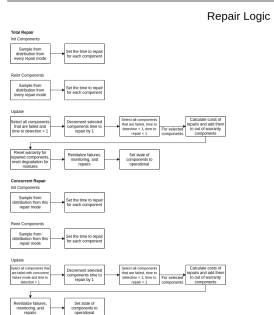 Repair Logic
Total Repair
Init Components
Sample from
distribution from
every repair mode
Set the time to repair
for each component
Reinit Components
Sample from
distribution from
every repair mode
Set the time to repair
for each component
Update
Select all components
that are failed and
time to detection < 1
Decrement selected
components time to
repair by 1
Select all components
that are failed, time to
detection < 1, time to
repair < 1
For selected
components
Calculate costs of
repairs and add them
to out of warranty
components
Reset warranty for
repaired components,
reset degradation for
modules
Reinitialize failures,
monitoring, and
repairs
Set state of
components to
operational
Concurrent Repair
Init Components
Sample from
distribution from this
repair mode
Set the time to repair
for each component
Reinit Components
Sample from
distribution from this
repair mode
Set the time to repair
for each component
Update
Select all components that
are failed with concurrent
failure mode and time to
detection < 1
Decrement selected
components time to
repair by 1
Select all components
that are failed, time to
detection < 1, time to
repair < 1
For selected
components
Calculate costs of
repairs and add them
to out of warranty
components
Reinitialize failures,
monitoring, and
repairs
Set state of
components to
operational